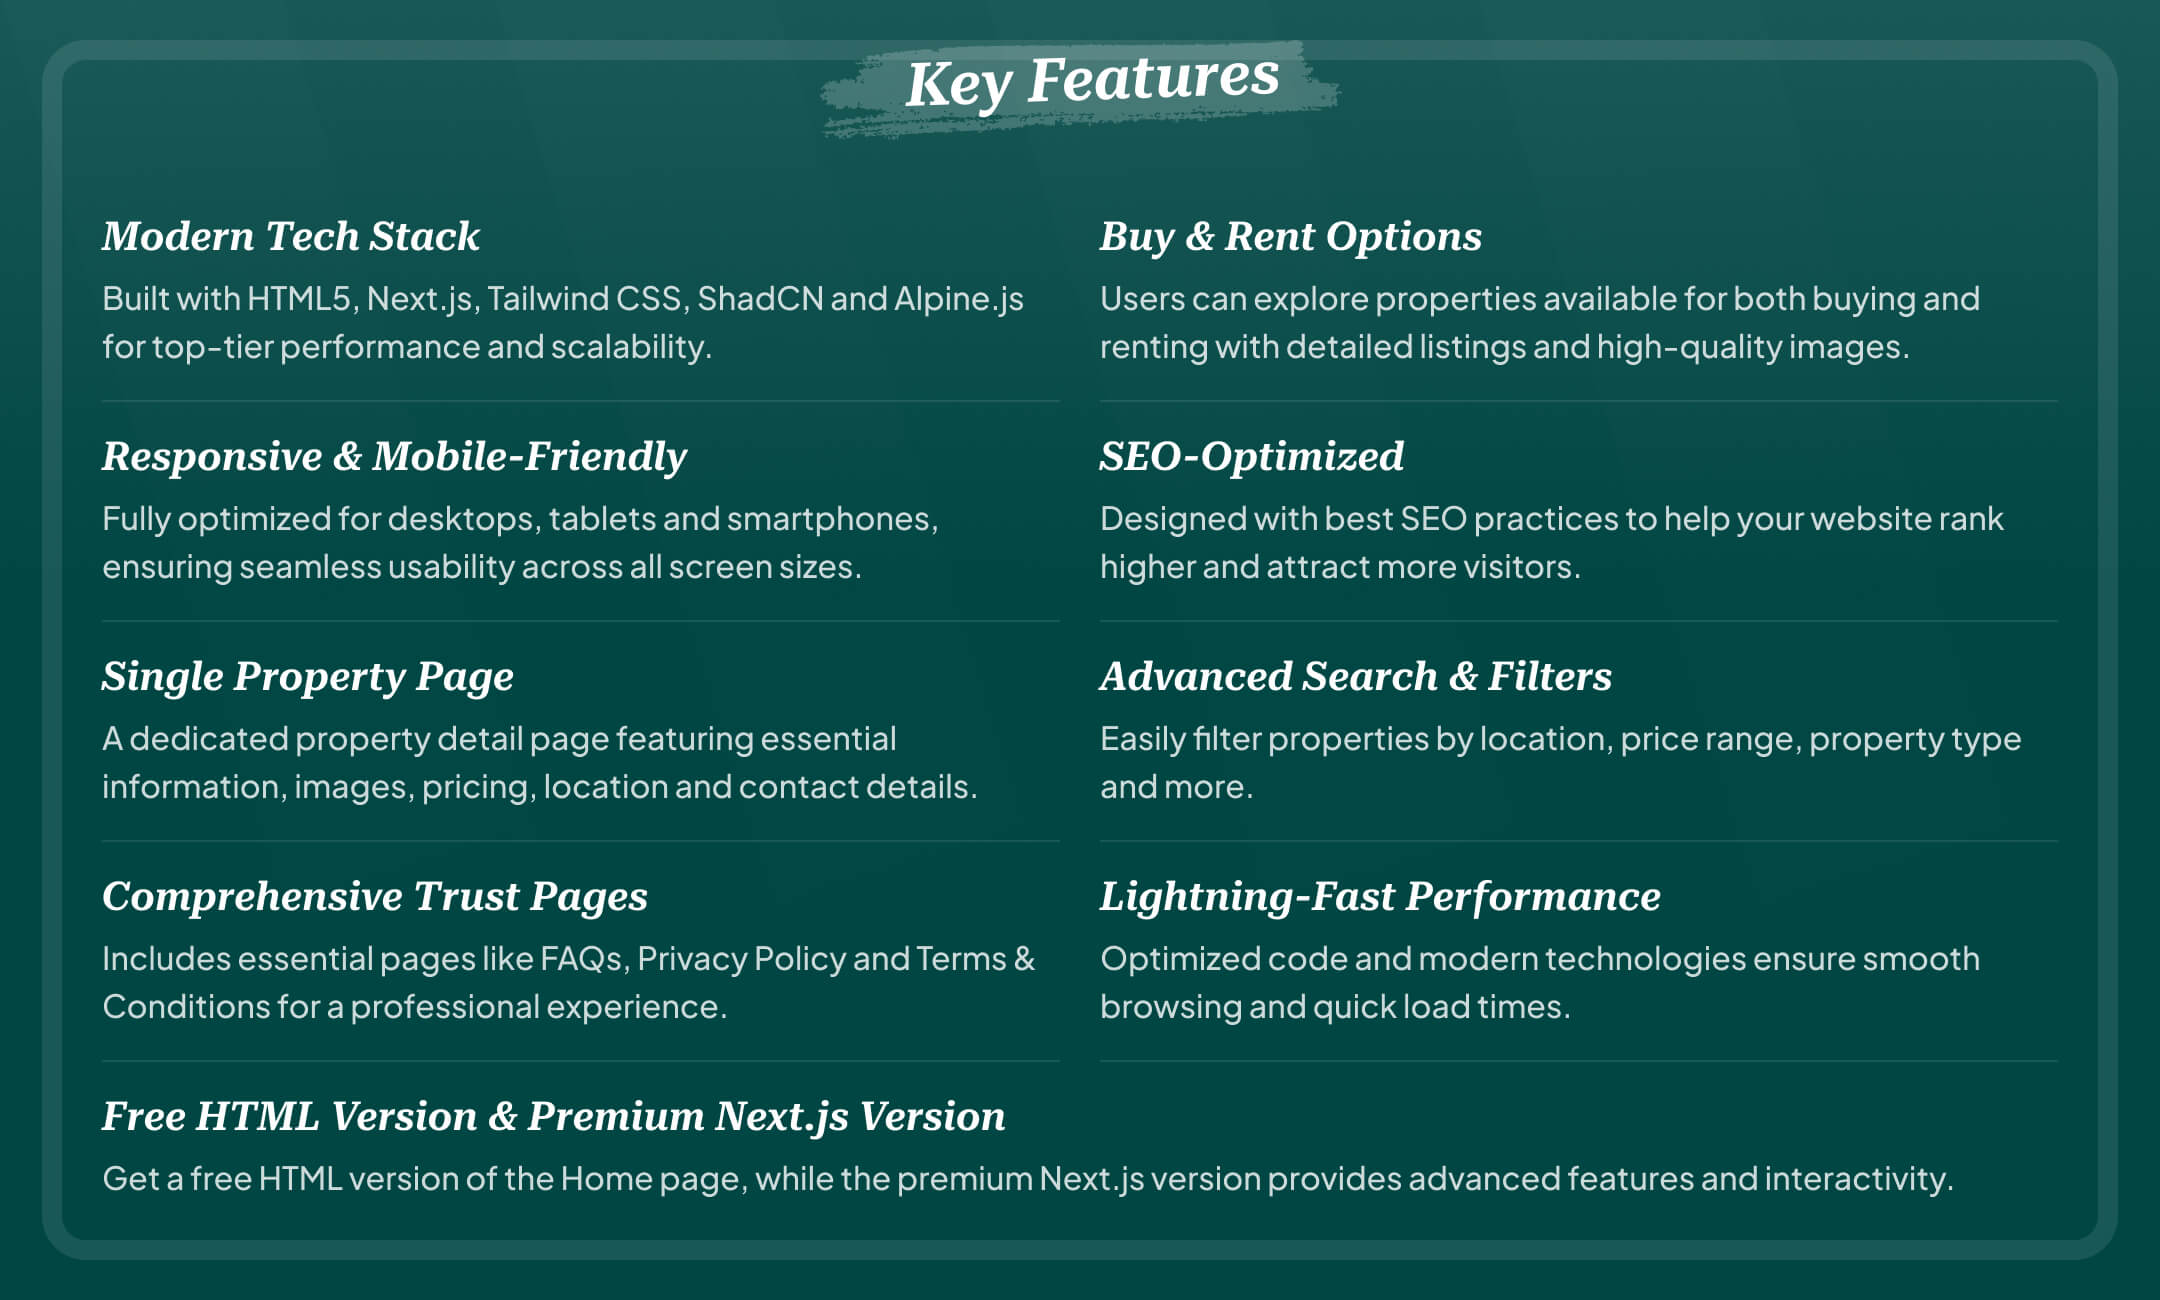 Key Features
Modern Tech Stack
Built with HTML5, Next.js, Tailwind CSS, ShadCN and Alpine.js
for top-tier performance and scalability.
Buy & Rent Options
Users can explore properties available for both buying and
renting with detailed listings and high-quality images.
Responsive & Mobile-Friendly
Fully optimized for desktops, tablets and smartphones,
ensuring seamless usability across all screen sizes.
SEO-Optimized
Designed with best SEO practices to help your website rank
higher and attract more visitors.
Single Property Page
A dedicated property detail page featuring essential
information, images, pricing, location and contact details.
Advanced Search & Filters
Easily filter properties by location, price range, property type
and more.
Comprehensive Trust Pages
Includes essential pages like FAQs, Privacy Policy and Terms &
Conditions for a professional experience.
Lightning-Fast Performance
Optimized code and modern technologies ensure smooth
browsing and quick load times.
Free HTML Version & Premium Next.js Version
Get a free HTML version of the Home page, while the premium Next.js version provides advanced features and interactivity.